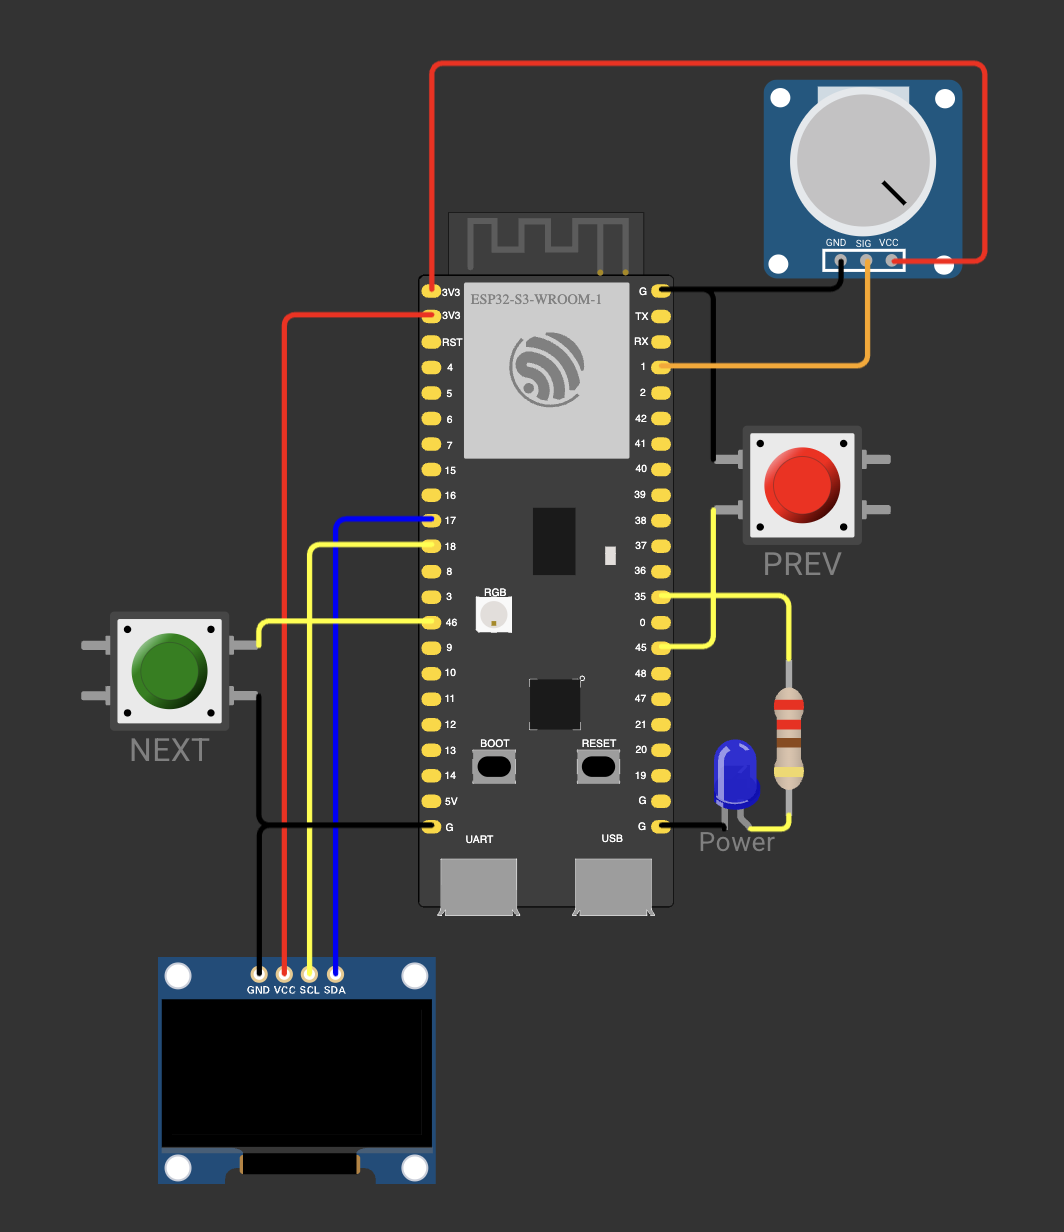 GND SIG VCC
ESP32-S3-WROOM-1
3V3 G
3V3 TX
RST RX
4 1
5 2
6 42
7 41
15 40
16 39
17 38
18 37
8 36
3 35
RGB
46 0
9 45
10 48
11 47
12 21
13 20
14 19
BOOT RESET
5V G
G G
UART USB
PREV
NEXT
Power
GND VCC SCL SDA